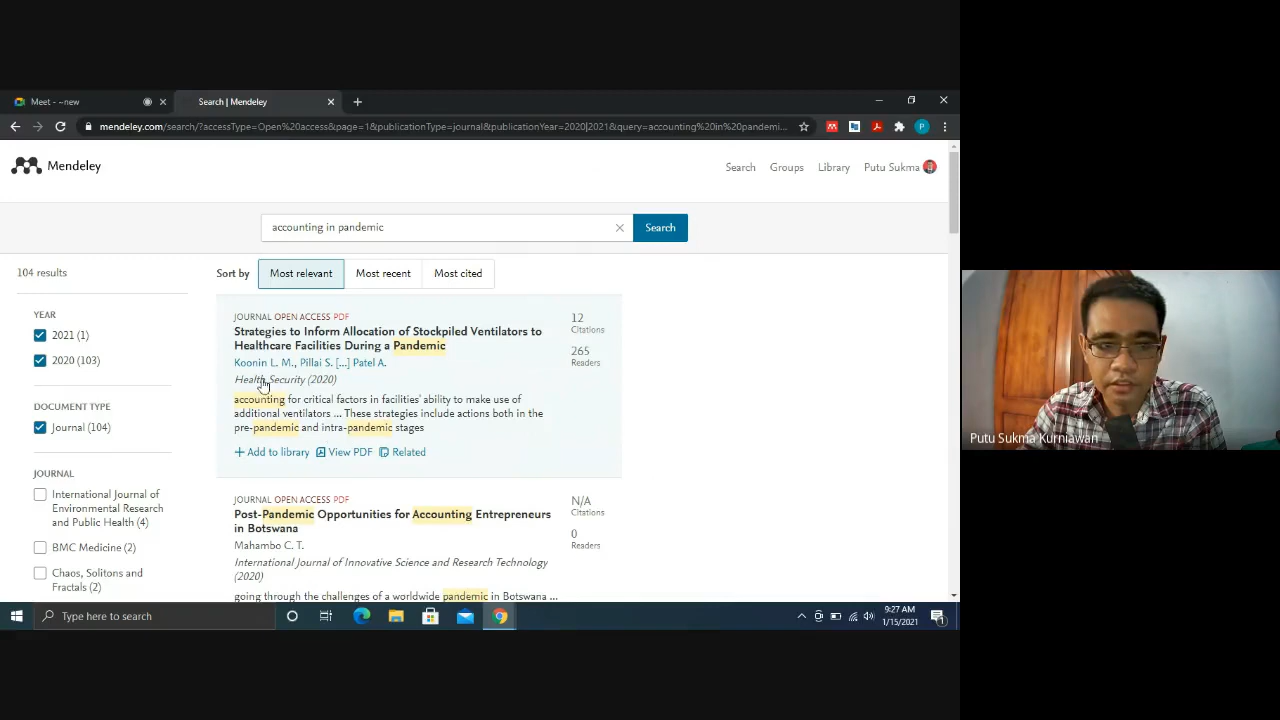 Meet - ~new
Search | Mendeley
mendeley.com/search/?accessType=Open%20access&page=1&publicationType=journal&publicationYear=2020|2021&query=accounting%20in%20pandemi...
P
Mendeley
Search
Groups
Library
Putu Sukma
accounting in pandemic
Search
104 results
Sort by
Most relevant
Most recent
Most cited
YEAR
2021 (1)
2020 (103)
DOCUMENT TYPE
Journal (104)
JOURNAL
International Journal of
Environmental Research
and Public Health (4)
BMC Medicine (2)
Chaos, Solitons and
Fractals (2)
JOURNAL OPEN ACCESS PDF
Strategies to Inform Allocation of Stockpiled Ventilators to
Healthcare Facilities During a Pandemic
Koonin L. M., Pillai S. [...] Patel A.
Health Security (2020)
accounting for critical factors in facilities' ability to make use of
additional ventilators ... These strategies include actions both in the
pre-pandemic and intra-pandemic stages
Add to library
View PDF
Related
12
Citations
265
Readers
JOURNAL OPEN ACCESS PDF
Post-Pandemic Opportunities for Accounting Entrepreneurs
in Botswana
Mahambo C. T.
International Journal of Innovative Science and Research Technology
(2020)
going through the challenges of a worldwide pandemic in Botswana ...
N/A
Citations
0
Readers
Type here to search
9:27 AM
1/15/2021
1
Putu Sukma Kurniawan